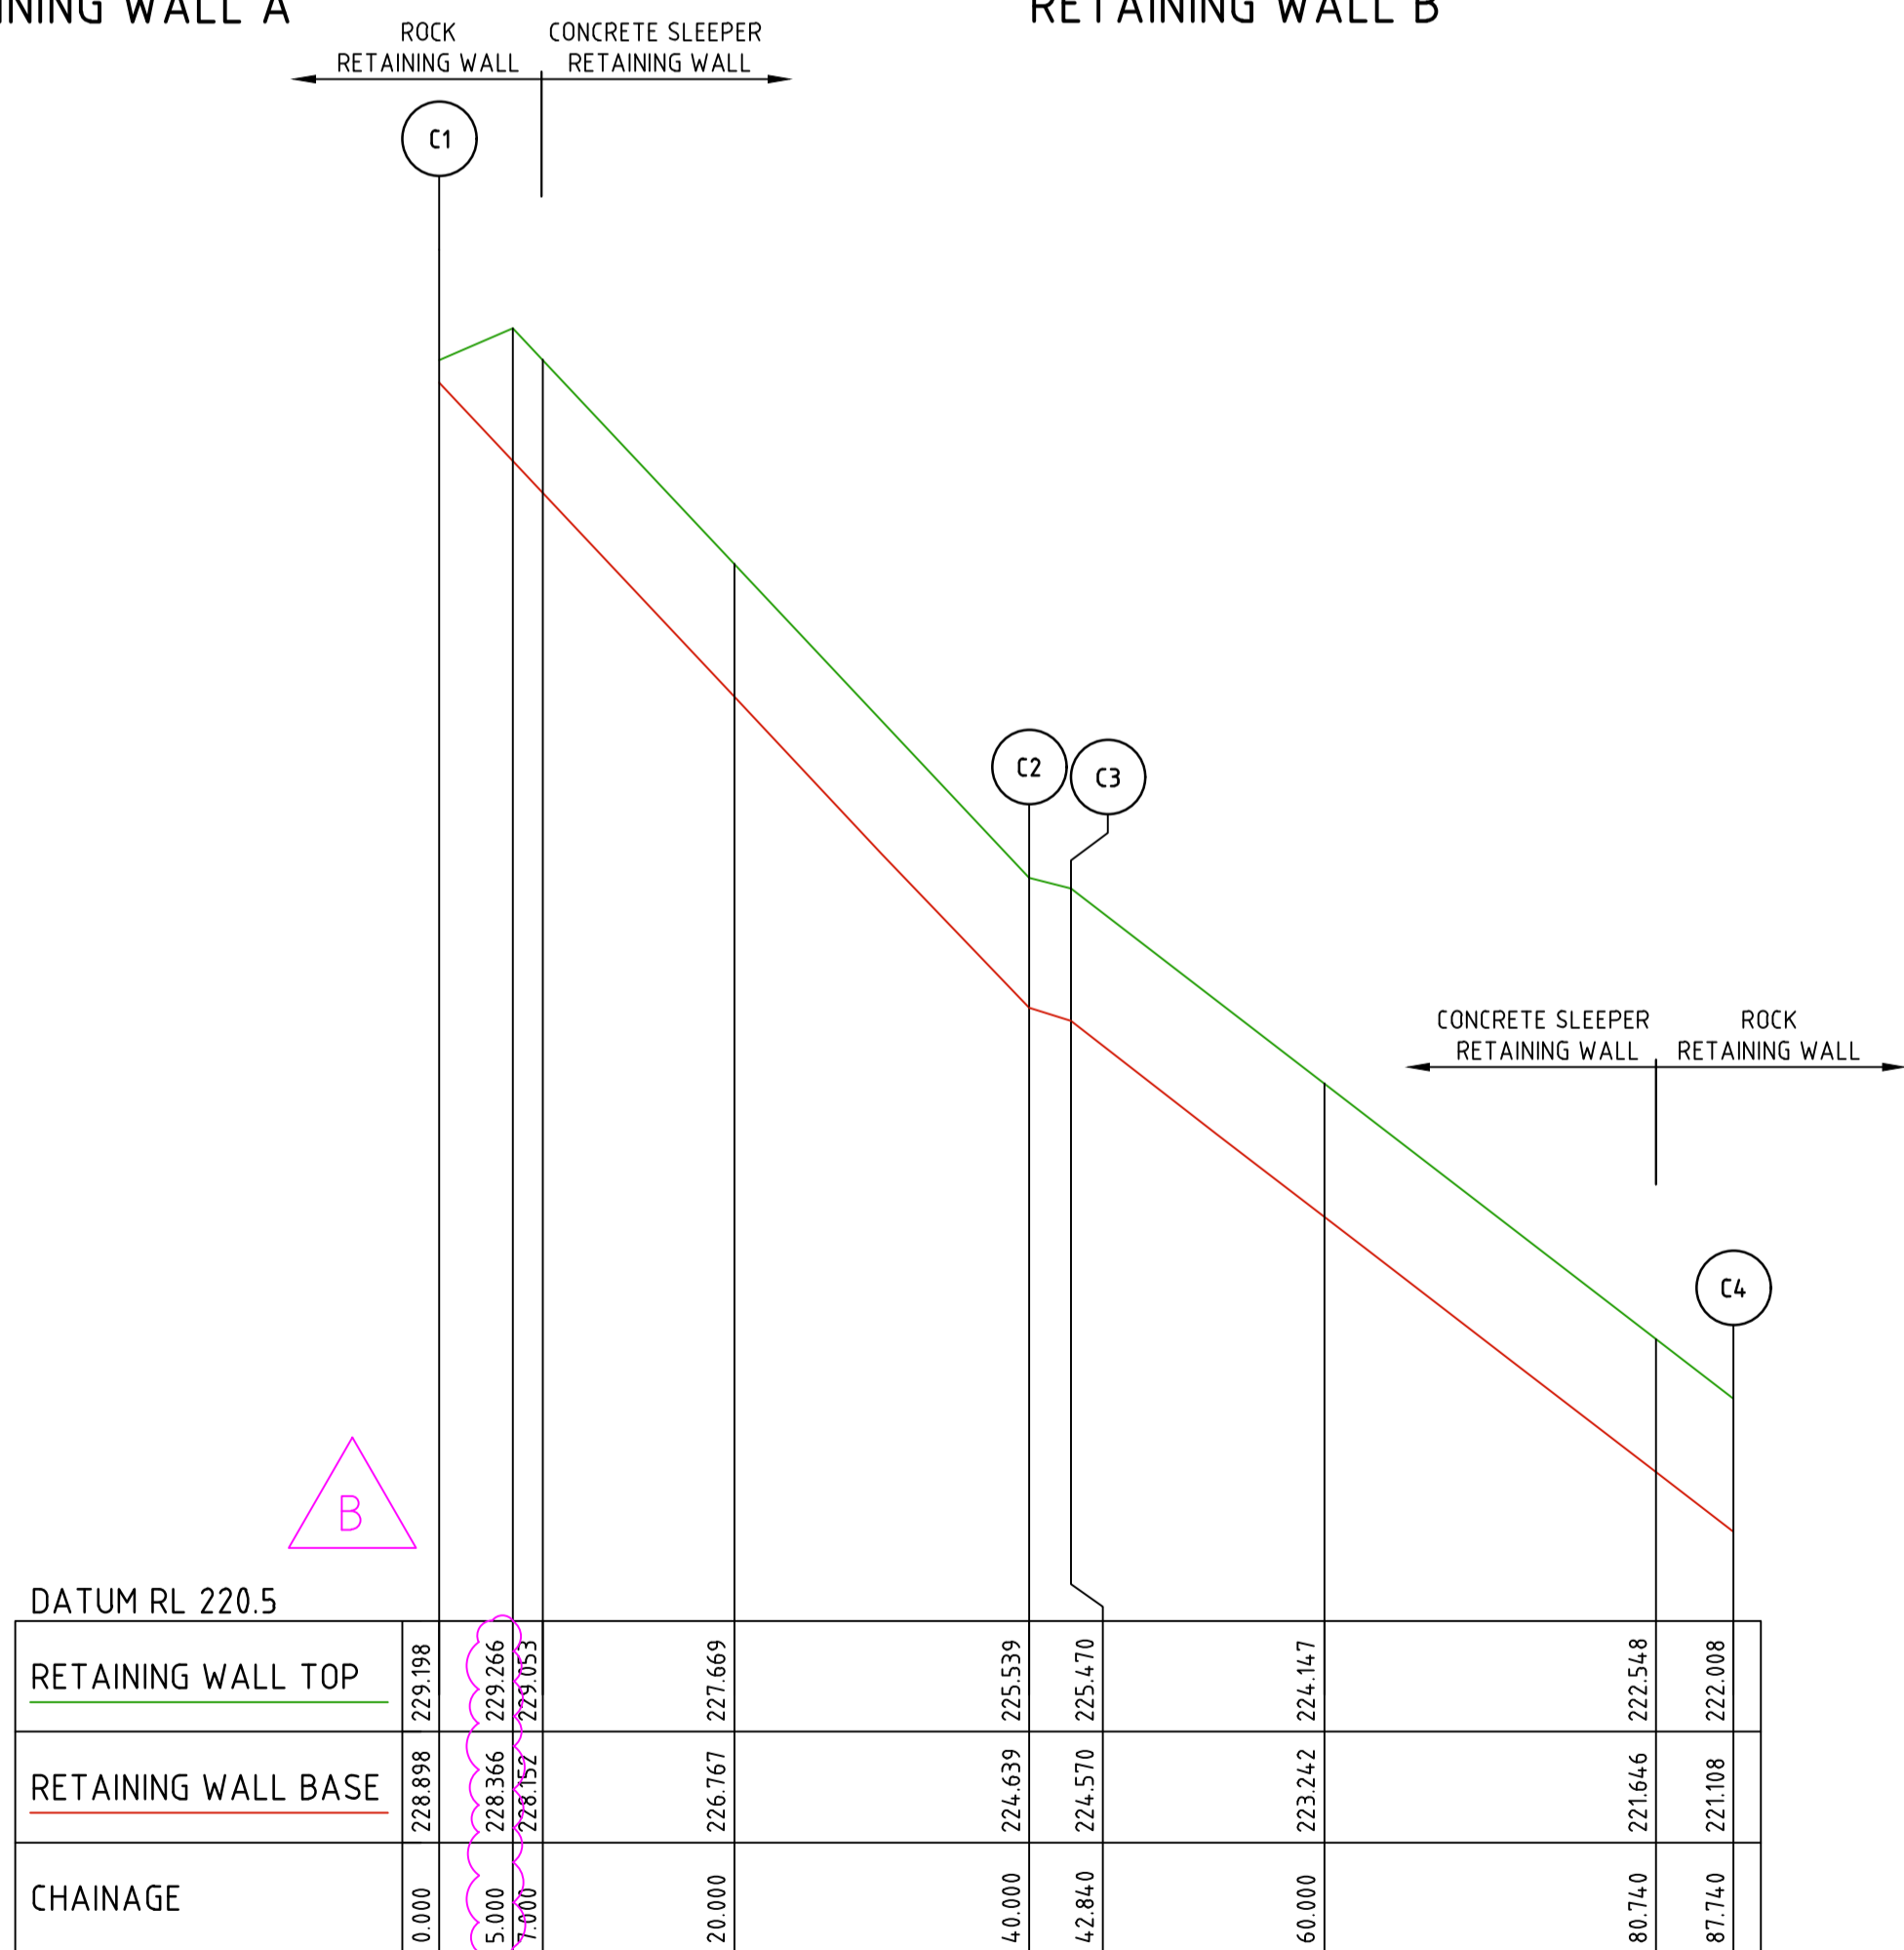 RETAINING WALL B
ROCK
RETAINING WALL
CONCRETE SLEEPER
RETAINING WALL
C1
C2
C3
CONCRETE SLEEPER
RETAINING WALL
ROCK
RETAINING WALL
C4
B
DATUM RL 220.5
RETAINING WALL TOP 229.198 229.266 229.053 227.669 225.539 225.470 224.147 222.548 222.008
RETAINING WALL BASE 228.898 228.366 228.152 226.767 224.639 224.570 223.242 221.646 221.108
CHAINAGE 0.000 5.000 7.000 20.000 40.000 42.840 60.000 80.740 87.740